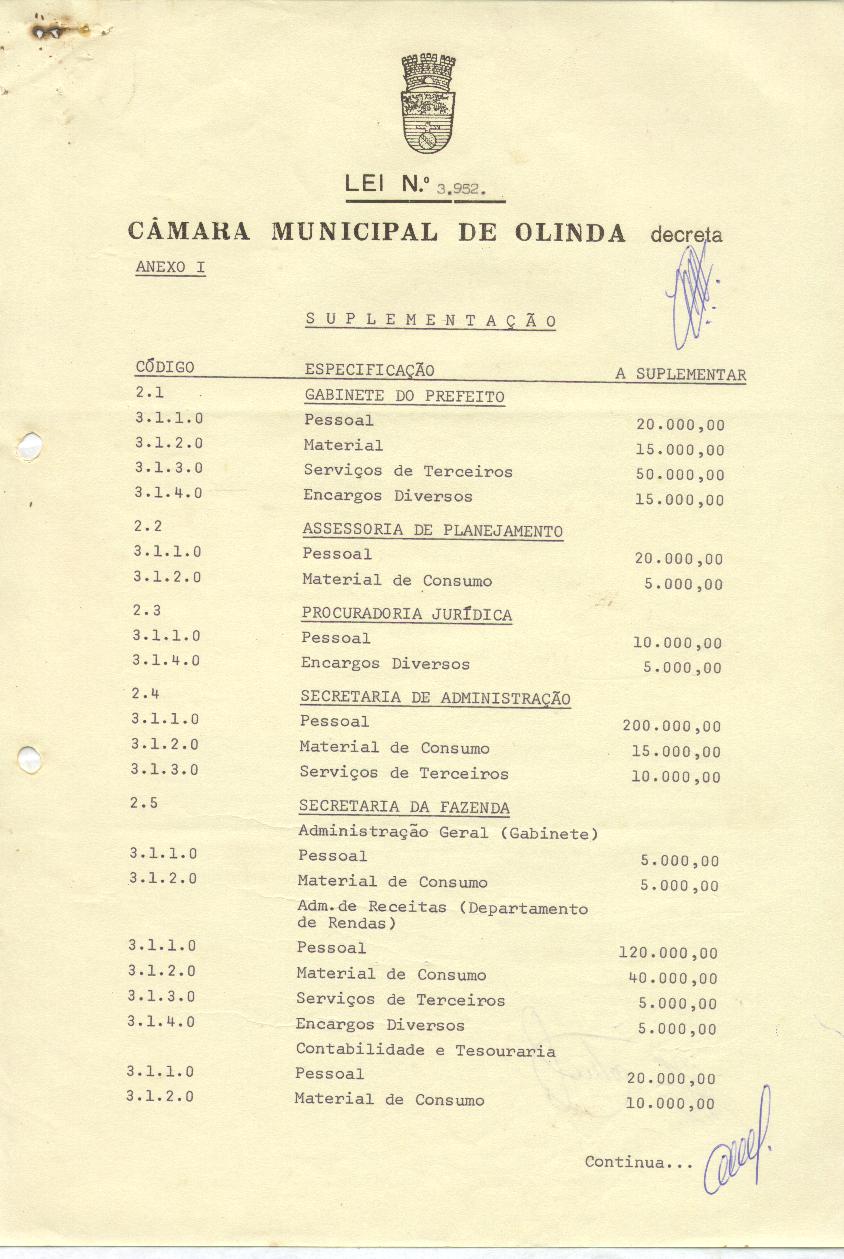 LEI N.º 3.952.
CÂMARA MUNICIPAL DE OLINDA decreta
ANEXO I
SUPLEMENTAÇÃO
CÓDIGO ESPECIFICAÇÃO A SUPLEMENTAR
2.1 GABINETE DO PREFEITO
3.1.1.0 Pessoal 20.000,00
3.1.2.0 Material 15.000,00
3.1.3.0 Serviços de Terceiros 50.000,00
3.1.4.0 Encargos Diversos 15.000,00
2.2 ASSESSORIA DE PLANEJAMENTO
3.1.1.0 Pessoal 20.000,00
3.1.2.0 Material de Consumo 5.000,00
2.3 PROCURADORIA JURÍDICA
3.1.1.0 Pessoal 10.000,00
3.1.4.0 Encargos Diversos 5.000,00
2.4 SECRETARIA DE ADMINISTRAÇÃO
3.1.1.0 Pessoal 200.000,00
3.1.2.0 Material de Consumo 15.000,00
3.1.3.0 Serviços de Terceiros 10.000,00
2.5 SECRETARIA DA FAZENDA
Administração Geral (Gabinete)
3.1.1.0 Pessoal 5.000,00
3.1.2.0 Material de Consumo 5.000,00
Adm.de Receitas (Departamento
de Rendas)
3.1.1.0 Pessoal 120.000,00
3.1.2.0 Material de Consumo 40.000,00
3.1.3.0 Serviços de Terceiros 5.000,00
3.1.4.0 Encargos Diversos 5.000,00
Contabilidade e Tesouraria
3.1.1.0 Pessoal 20.000,00
3.1.2.0 Material de Consumo 10.000,00
Continua...